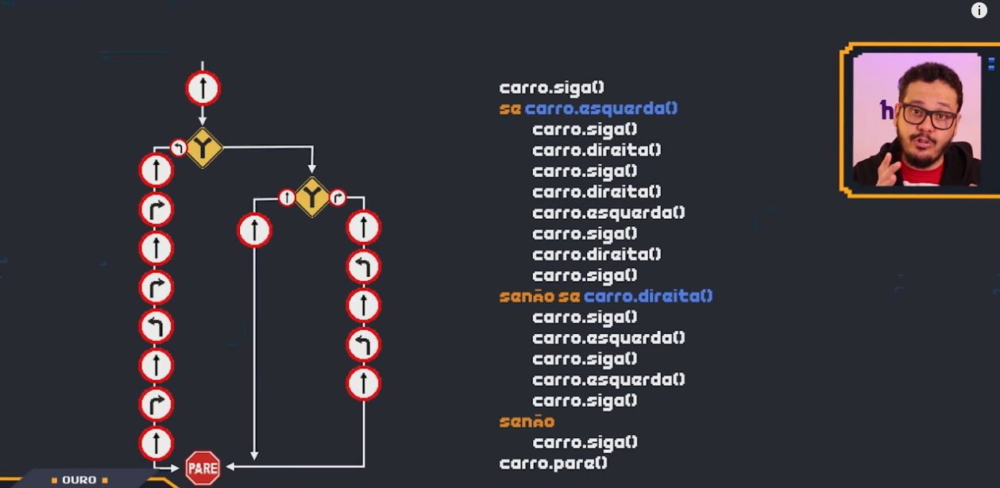 carro.siga()
se carro.esquerda()
carro.siga()
carro.direita()
carro.siga()
carro.direita()
carro.esquerda()
carro.siga()
carro.direita()
carro.siga()
senão se carro.direita()
carro.siga()
carro.esquerda()
carro.siga()
carro.esquerda()
carro.siga()
senão
carro.siga()
carro.pare()
PARE
OURO
h
i